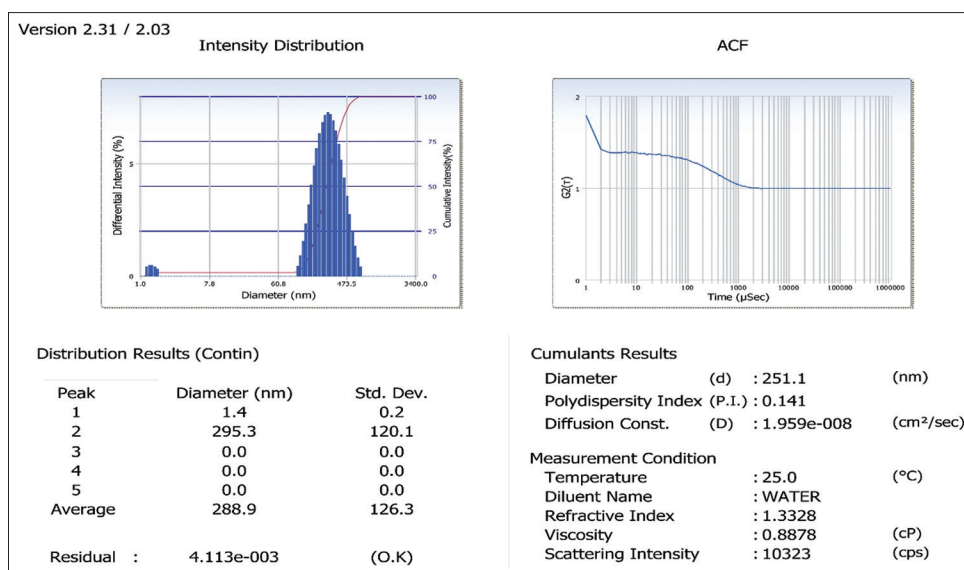 Version 2.31 / 2.03
Intensity Distribution
Differential Intensity (%)
5
0
100
75
50
25
0
Cumulative Intensity(%)
1.0 7.8 60.8 473.5 3400.0
Diameter (nm)
ACF
G2(τ)
2
1
0
1 10 100 1000 10000 100000 1000000
Time (μSec)
Distribution Results (Contin)
Peak Diameter (nm) Std. Dev.
1 1.4 0.2
2 295.3 120.1
3 0.0 0.0
4 0.0 0.0
5 0.0 0.0
Average 288.9 126.3
Residual : 4.113e-003 (O.K)
Cumulants Results
Diameter (d) : 251.1 (nm)
Polydispersity Index (P.I.) : 0.141
Diffusion Const. (D) : 1.959e-008 (cm²/sec)
Measurement Condition
Temperature : 25.0 (°C)
Diluent Name : WATER
Refractive Index : 1.3328
Viscosity : 0.8878 (cP)
Scattering Intensity : 10323 (cps)